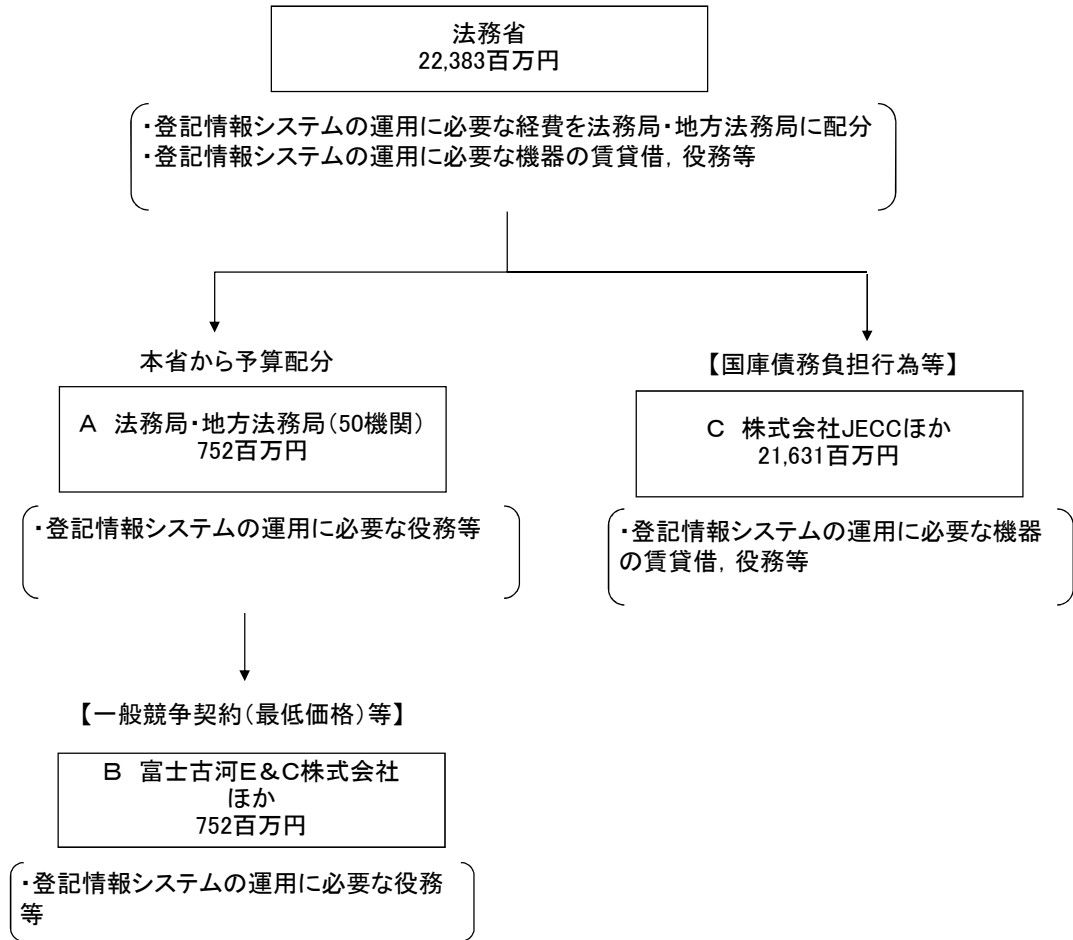 法務省
22,383百万円
・登記情報システムの運用に必要な経費を法務局・地方法務局に配分
・登記情報システムの運用に必要な機器の賃貸借，役務等
本省から予算配分
【国庫債務負担行為等】
A　法務局・地方法務局（50機関）
752百万円
C　株式会社JECCほか
21,631百万円
・登記情報システムの運用に必要な役務等
・登記情報システムの運用に必要な機器
の賃貸借，役務等
【一般競争契約（最低価格）等】
B　富士古河E＆C株式会社
ほか
752百万円
・登記情報システムの運用に必要な役務
等